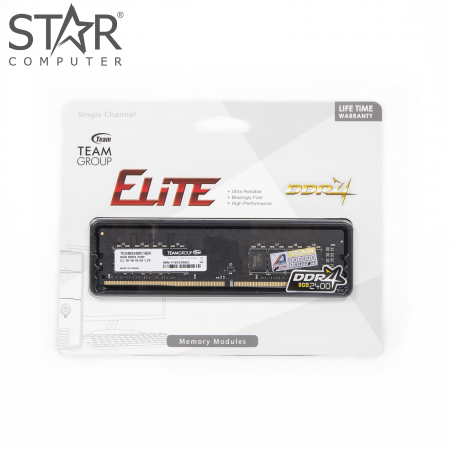 STAR
COMPUTER
Single Channel
LIFE TIME
WARRANTY
Team
TEAM
GROUP
ELITE
• Ultra Reliable
• Blazingly Fast
• High Performance
DDR4
TEAMGROUP
DDR4
8GB 2400
Memory Modules